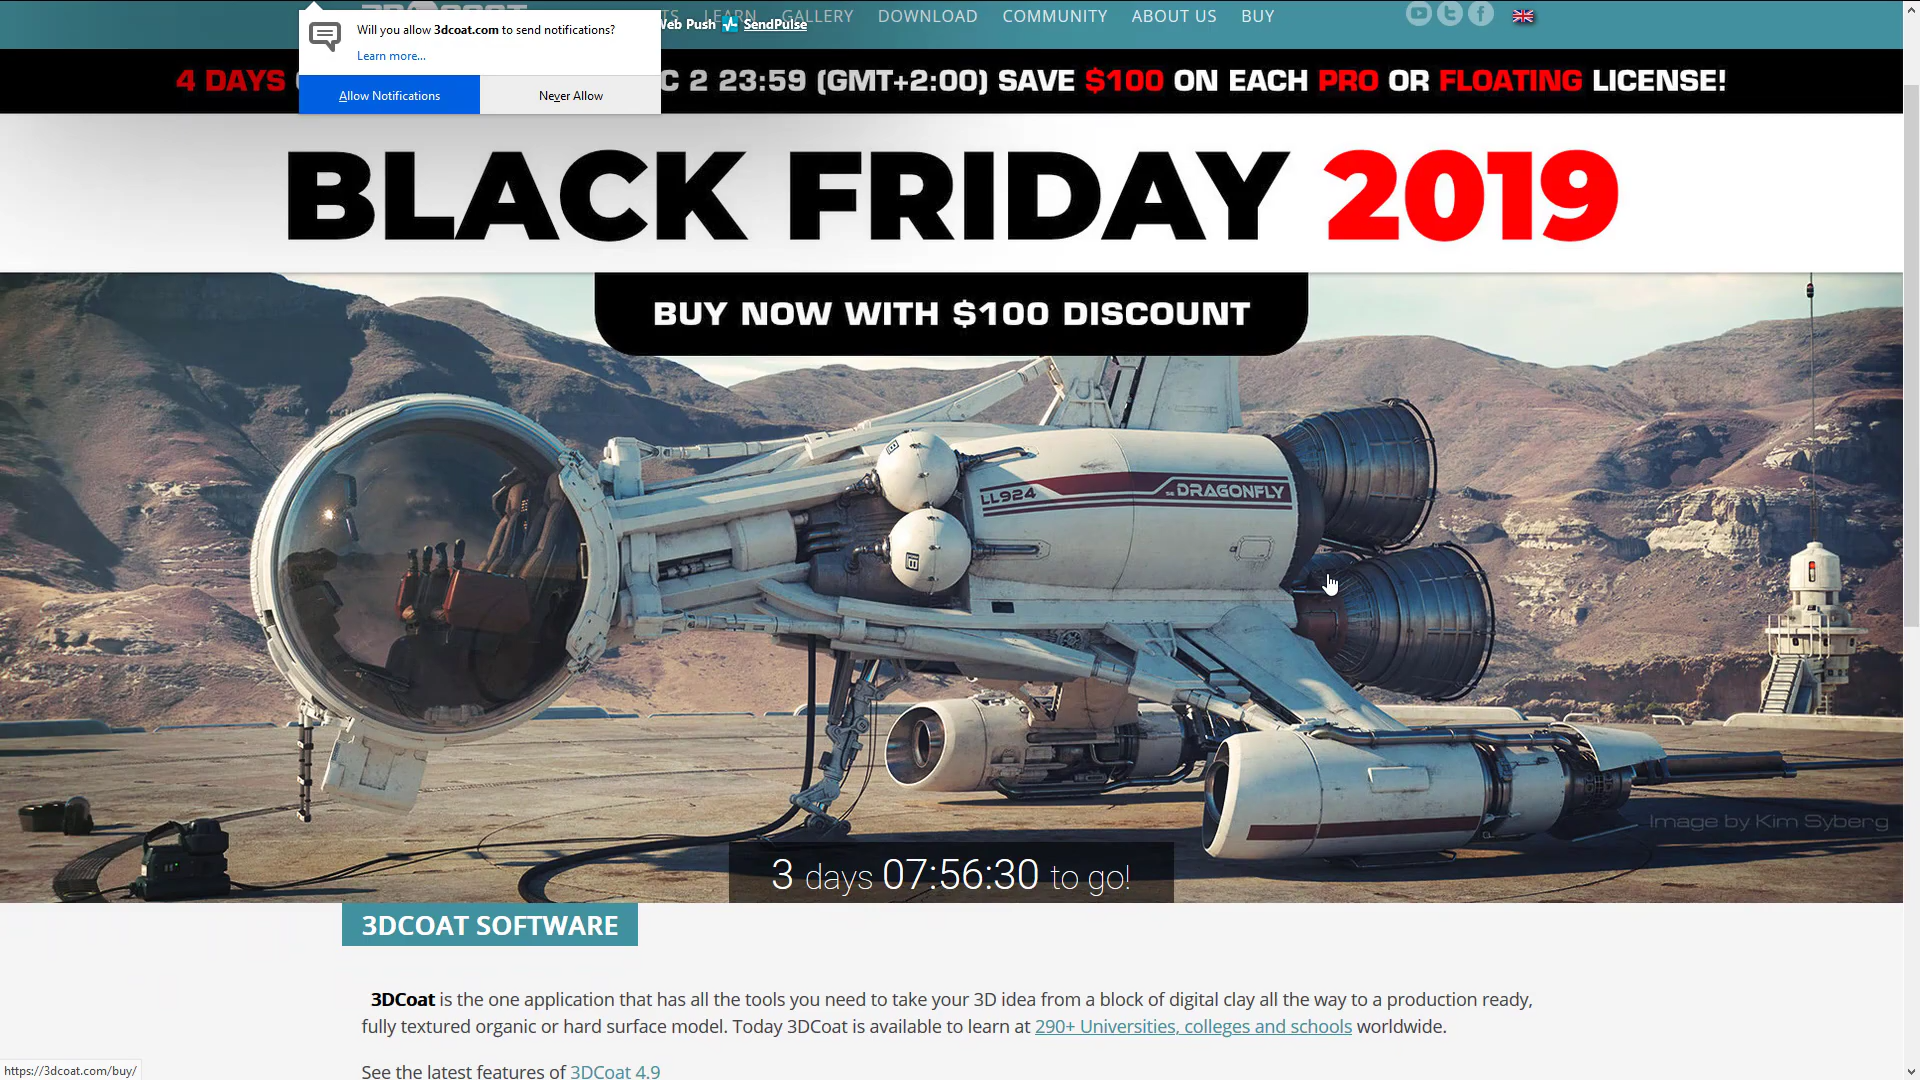 LEARN GALLERY DOWNLOAD COMMUNITY ABOUT US BUY
Web Push SendPulse
Will you allow 3dcoat.com to send notifications?
Learn more...
Allow Notifications Never Allow
4 DAYS
2 23:59 (GMT+2:00) SAVE $100 ON EACH PRO OR FLOATING LICENSE!
BLACK FRIDAY 2019
BUY NOW WITH $100 DISCOUNT
LL924 DRAGONFLY
Image by Kim Syberg
3 days 07:56:30 to go!
3DCOAT SOFTWARE
3DCoat is the one application that has all the tools you need to take your 3D idea from a block of digital clay all the way to a production ready,
fully textured organic or hard surface model. Today 3DCoat is available to learn at 290+ Universities, colleges and schools worldwide.
See the latest features of 3DCoat 4.9
https://3dcoat.com/buy/